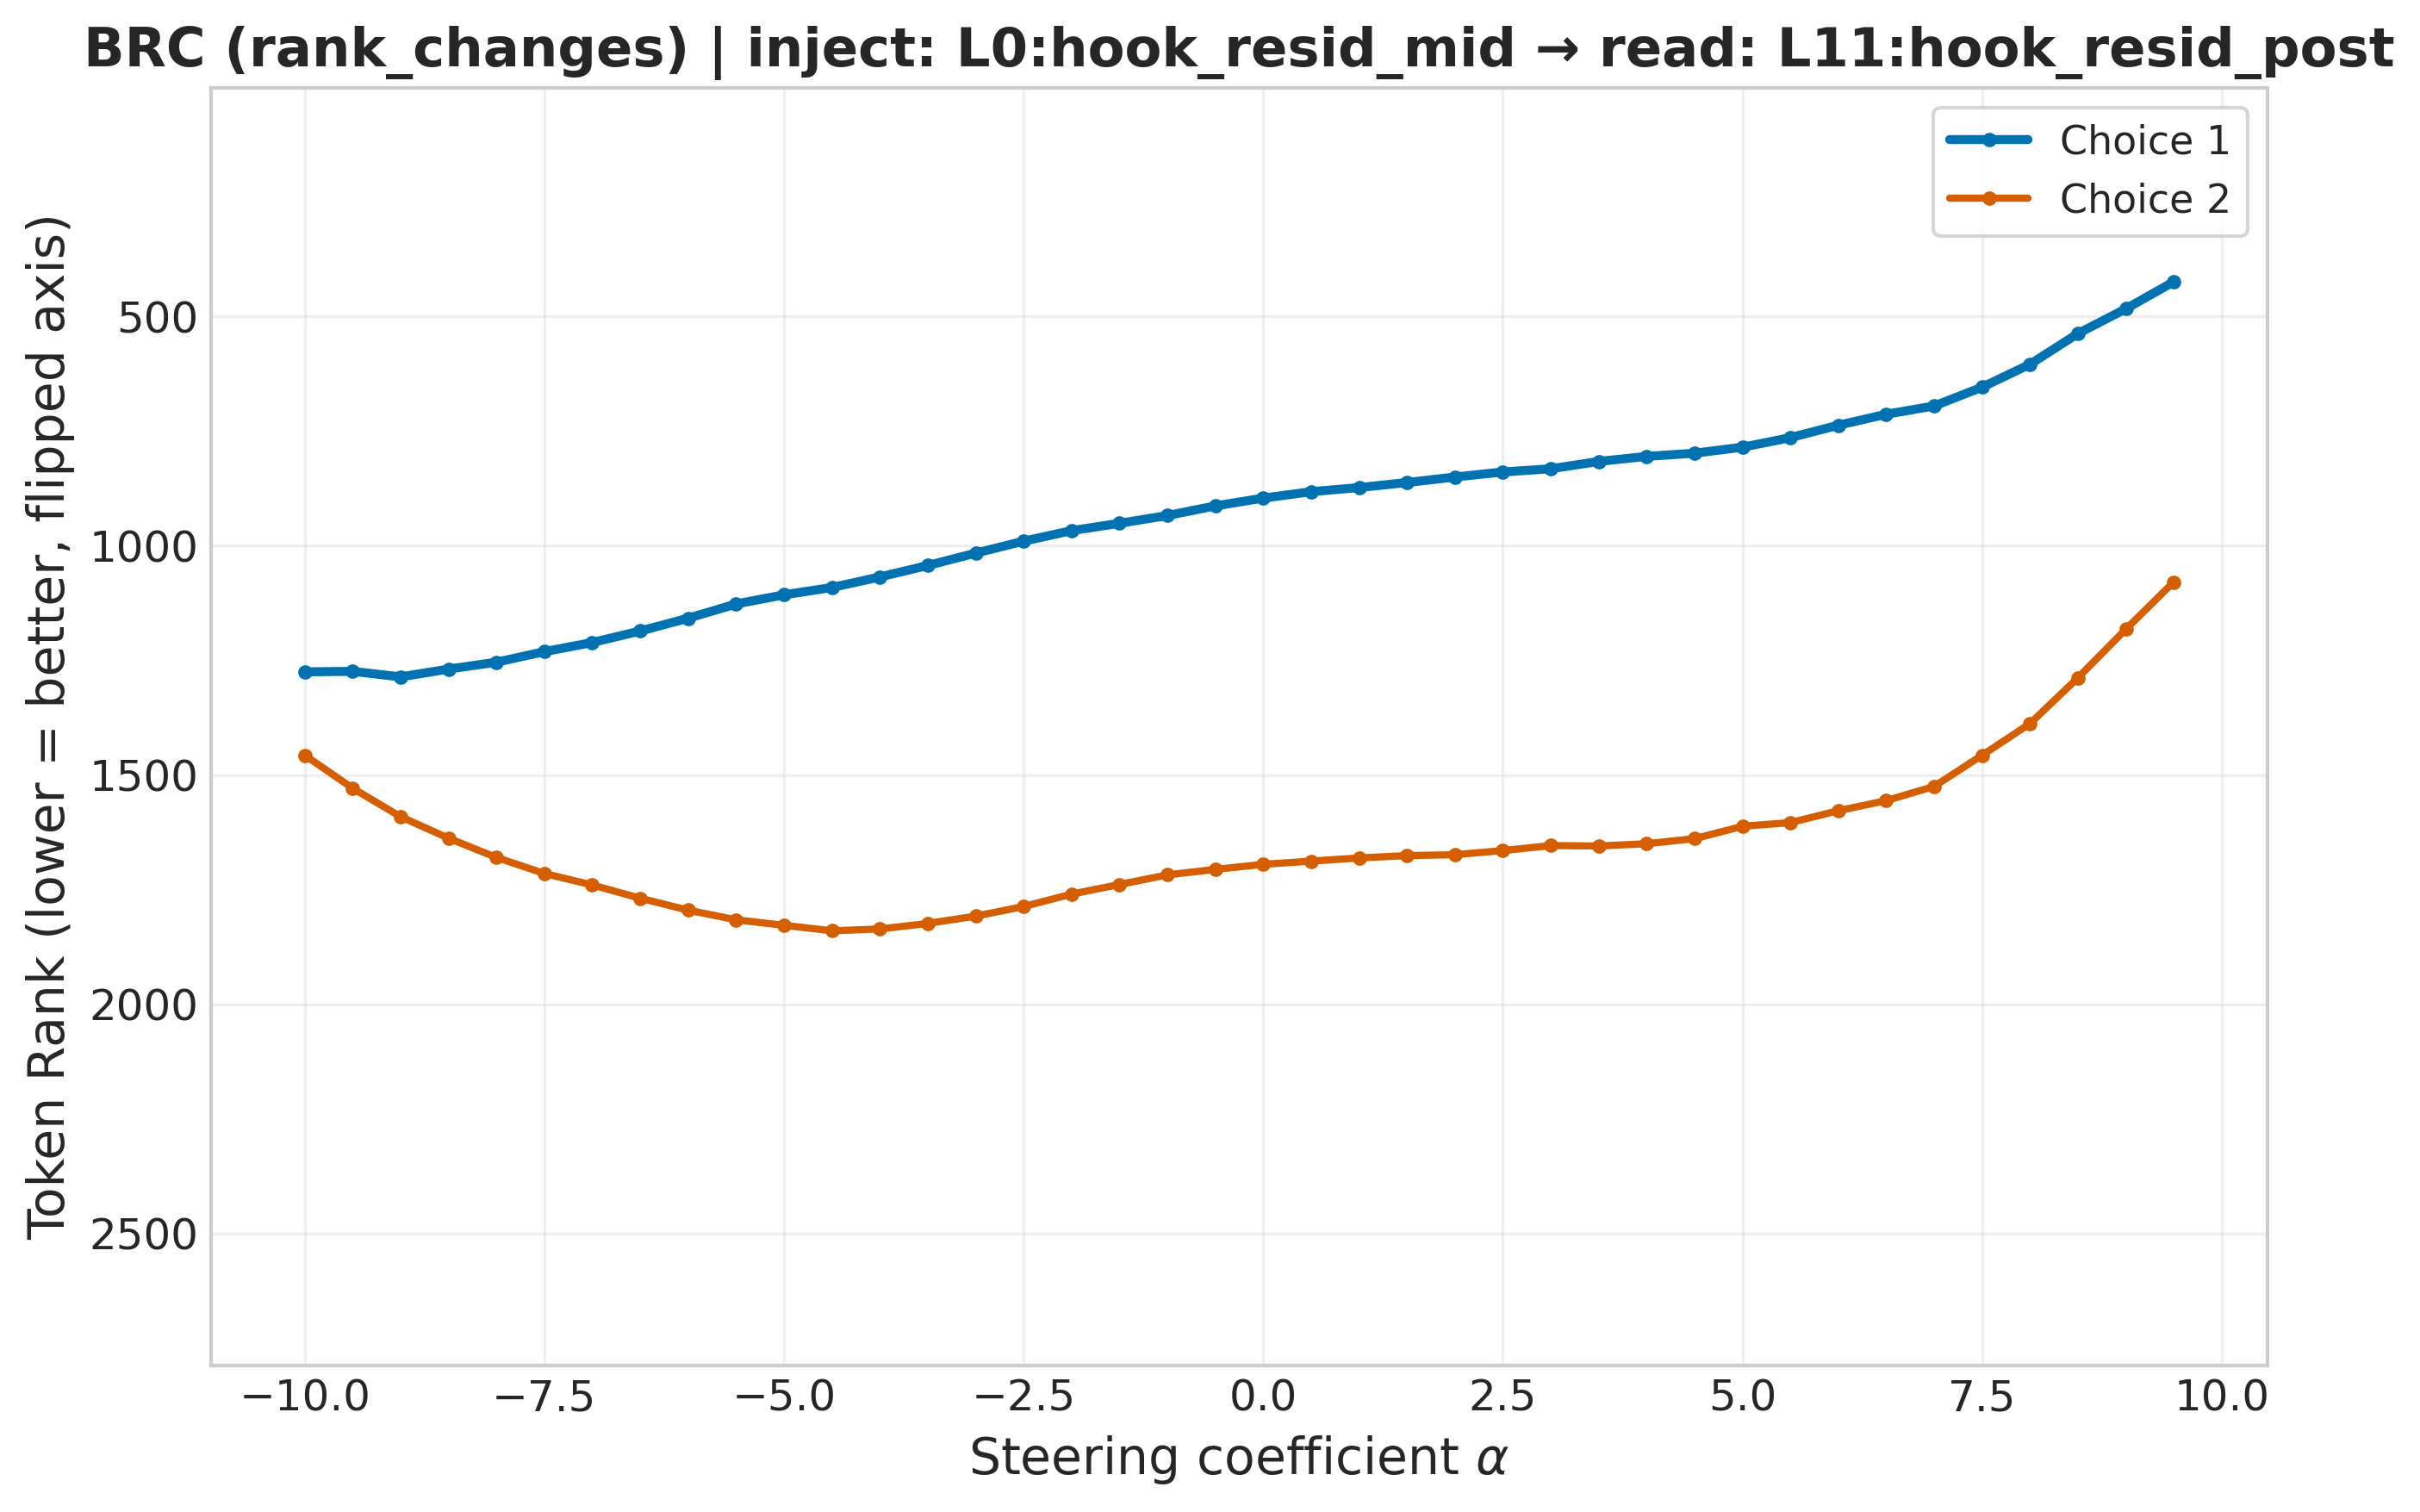 BRC (rank_changes) | inject: L0:hook_resid_mid → read: L11:hook_resid_post
Choice 1
Choice 2
Token Rank (lower = better, flipped axis)
500
1000
1500
2000
2500
−10.0 −7.5 −5.0 −2.5 0.0 2.5 5.0 7.5 10.0
Steering coefficient α